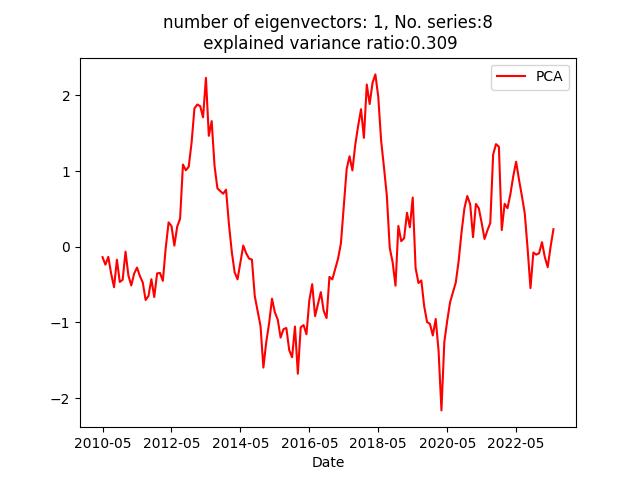 number of eigenvectors: 1, No. series:8
explained variance ratio:0.309
PCA
2
1
0
−1
−2
2010-05 2012-05 2014-05 2016-05 2018-05 2020-05 2022-05
Date